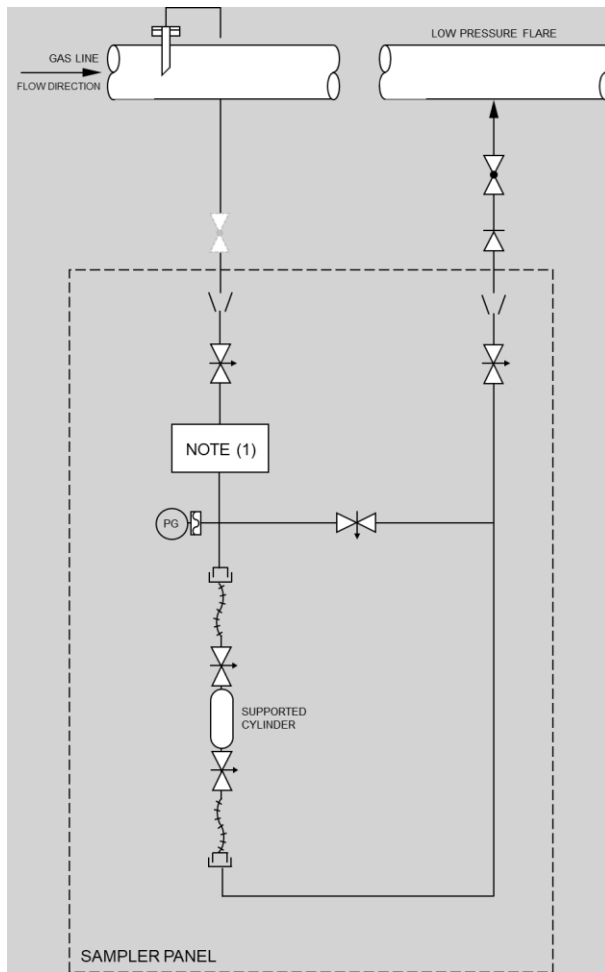 LOW PRESSURE FLARE
GAS LINE
FLOW DIRECTION
NOTE (1)
PG
SUPPORTED
CYLINDER
SAMPLER PANEL